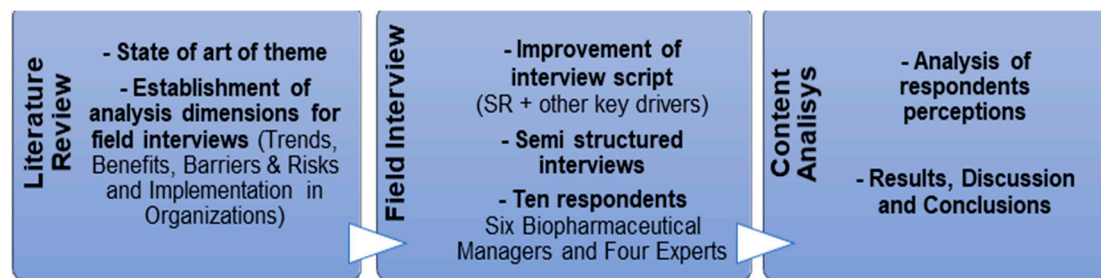 Literature
Review
- State of art of theme
- Establishment of
analysis dimensions for
field interviews (Trends,
Benefits, Barriers & Risks
and Implementation in
Organizations)
Field Interview
- Improvement of
interview script
(SR + other key drivers)
- Semi structured
interviews
- Ten respondents
Six Biopharmaceutical
Managers and Four Experts
Content
Analisys
- Analysis of
respondents
perceptions
- Results, Discussion
and Conclusions